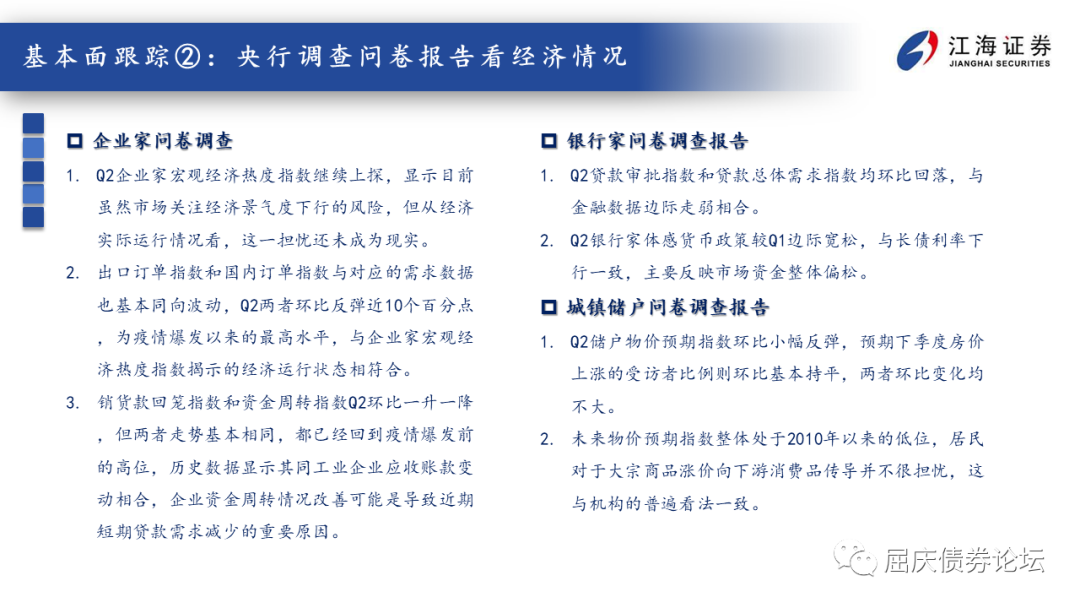 基本面跟踪②：央行调查问卷报告看经济情况
江海证券
JIANGHAI SECURITIES
企业家问卷调查
1. Q2企业家宏观经济热度指数继续上探，显示目前
虽然市场关注经济景气度下行的风险，但从经济
实际运行情况看，这一担忧还未成为现实。
2. 出口订单指数和国内订单指数与对应的需求数据
也基本同向波动，Q2两者环比反弹近10个百分点
，为疫情爆发以来的最高水平，与企业家宏观经
济热度指数揭示的经济运行状态相符合。
3. 销货款回笼指数和资金周转指数Q2环比一升一降
，但两者走势基本相同，都已经回到疫情爆发前
的高位，历史数据显示其同工业企业应收账款变
动相合，企业资金周转情况改善可能是导致近期
短期贷款需求减少的重要原因。
银行家问卷调查报告
1. Q2贷款审批指数和贷款总体需求指数均环比回落，与
金融数据边际走弱相合。
2. Q2银行家体感货币政策较Q1边际宽松，与长债利率下
行一致，主要反映市场资金整体偏松。
城镇储户问卷调查报告
1. Q2储户物价预期指数环比小幅反弹，预期下季度房价
上涨的受访者比例则环比基本持平，两者环比变化均
不大。
2. 未来物价预期指数整体处于2010年以来的低位，居民
对于大宗商品涨价向下游消费品传导并不很担忧，这
与机构的普遍看法一致。
屈庆债券论坛